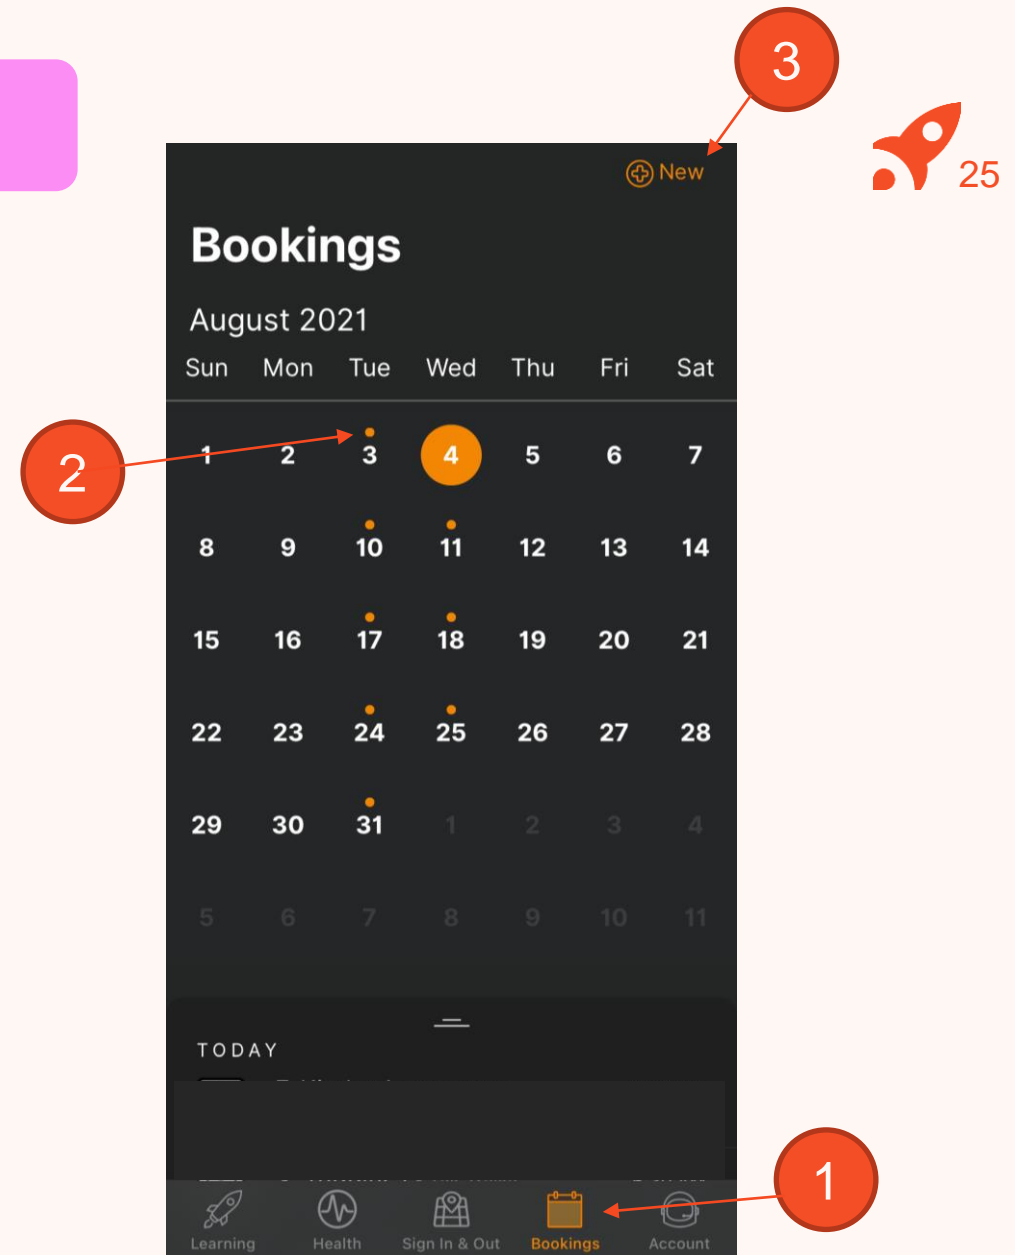 3
25
New
Bookings
August 2021
Sun Mon Tue Wed Thu Fri Sat
2
1 2 3 4 5 6 7
8 9 10 11 12 13 14
15 16 17 18 19 20 21
22 23 24 25 26 27 28
29 30 31 1 2 3 4
5 6 7 8 9 10 11
TODAY
1
Learning Health Sign In & Out Bookings Account